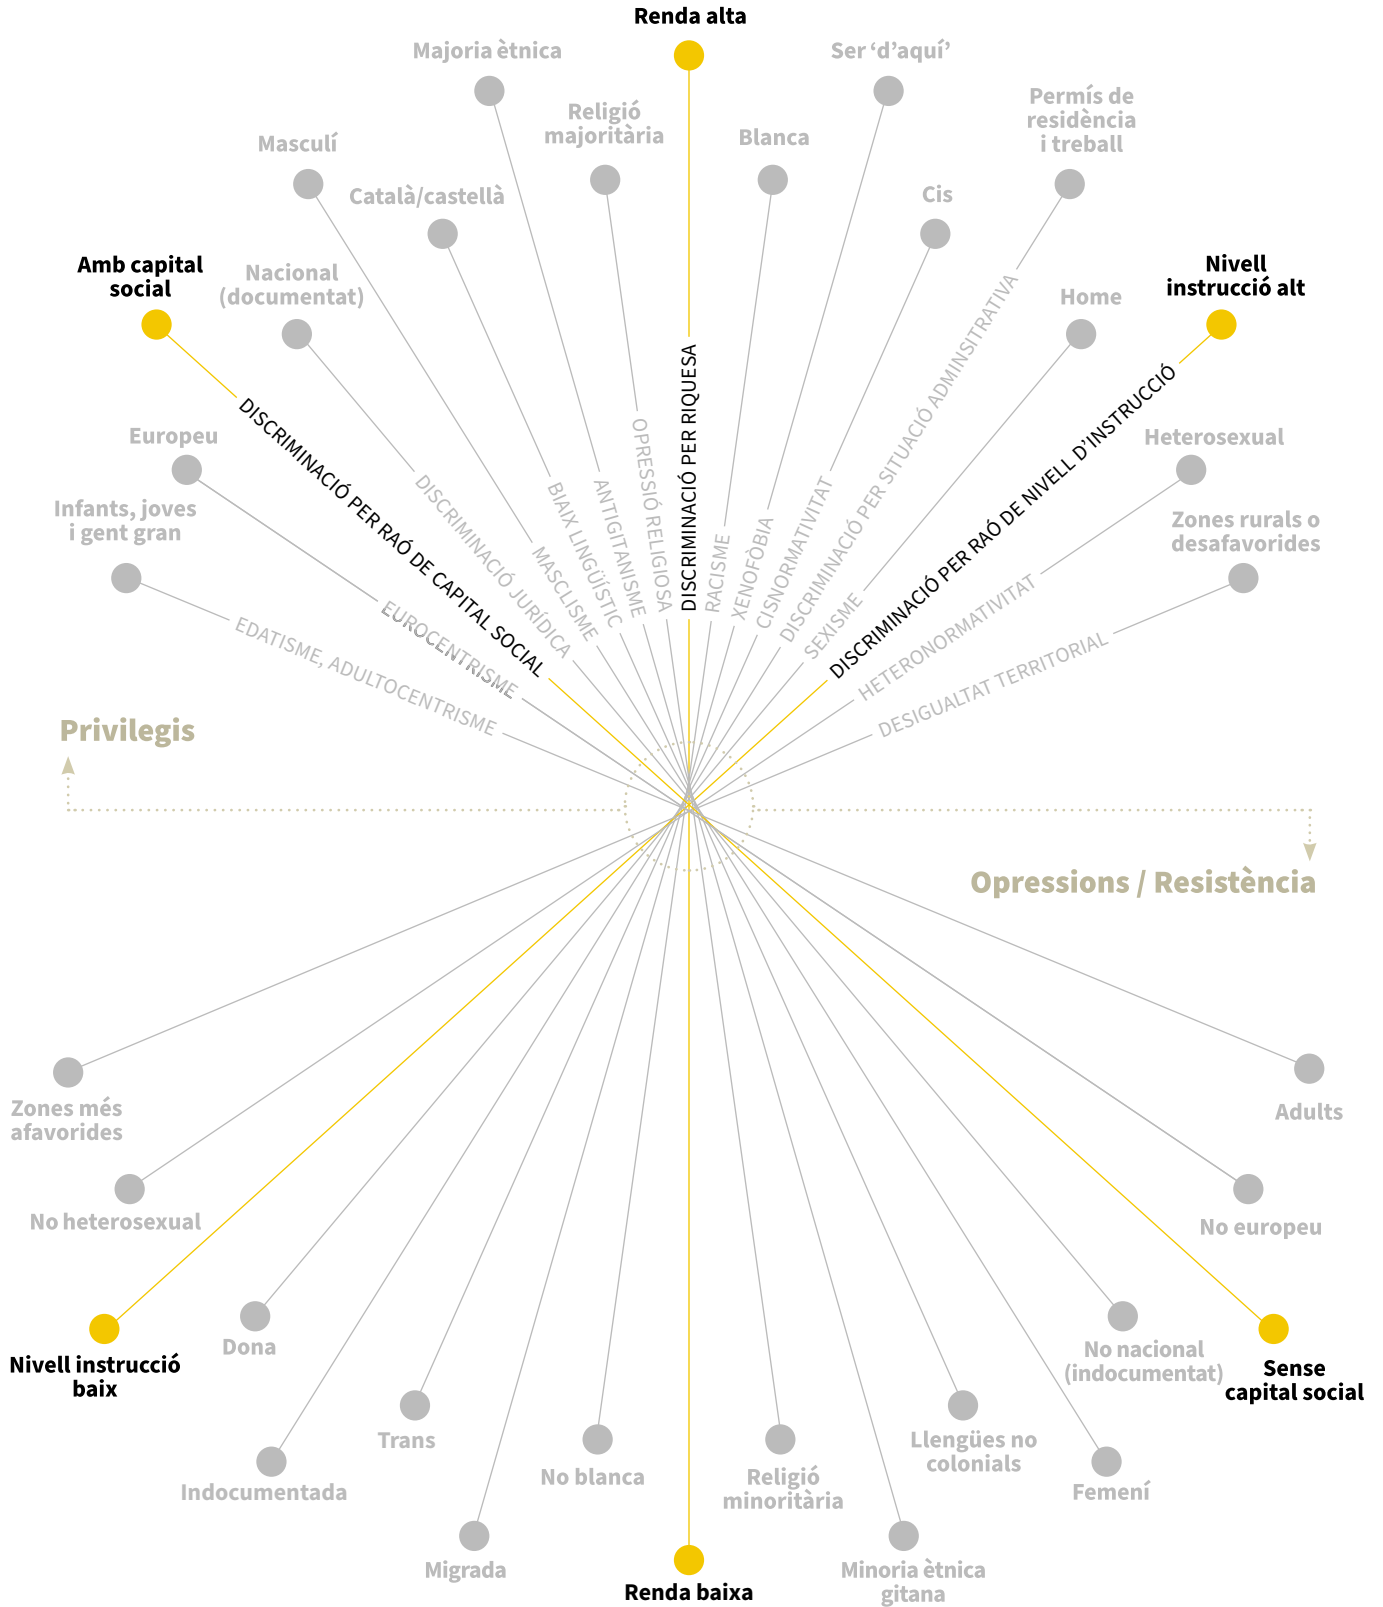 Renda alta
Majoria ètnica
Ser ‘d’aquí’
Religió
majoritària
Permís de
residència
i treball
Masculí
Blanca
Català/castellà
Cis
Amb capital
social
Nacional
(documentat)
Home
Nivell
instrucció alt
Europeu
Heterosexual
Infants, joves
i gent gran
Zones rurals o
desafavorides
EDATISME, ADULTOCENTRISME
EUROCENTRISME
DISCRIMINACIÓ PER RAÓ DE CAPITAL SOCIAL
DISCRIMINACIÓ JURÍDICA
MASCLISME
BIAIX LINGÜÍSTIC
ANTIGITANISME
OPRESSIÓ RELIGIOSA
DISCRIMINACIÓ PER RIQUESA
RACISME
XENOFÒBIA
CISNORMATIVITAT
DISCRIMINACIÓ PER SITUACIÓ ADMINSITRATIVA
SEXISME
DISCRIMINACIÓ PER RAÓ DE NIVELL D’INSTRUCCIÓ
HETERONORMATIVITAT
DESIGUALTAT TERRITORIAL
Privilegis
Opressions / Resistència
Zones més
afavorides
Adults
No heterosexual
No europeu
Nivell instrucció
baix
Dona
No nacional
(indocumentat)
Sense
capital social
Trans
Llengües no
colonials
Indocumentada
No blanca
Religió
minoritària
Femení
Migrada
Renda baixa
Minoria ètnica
gitana